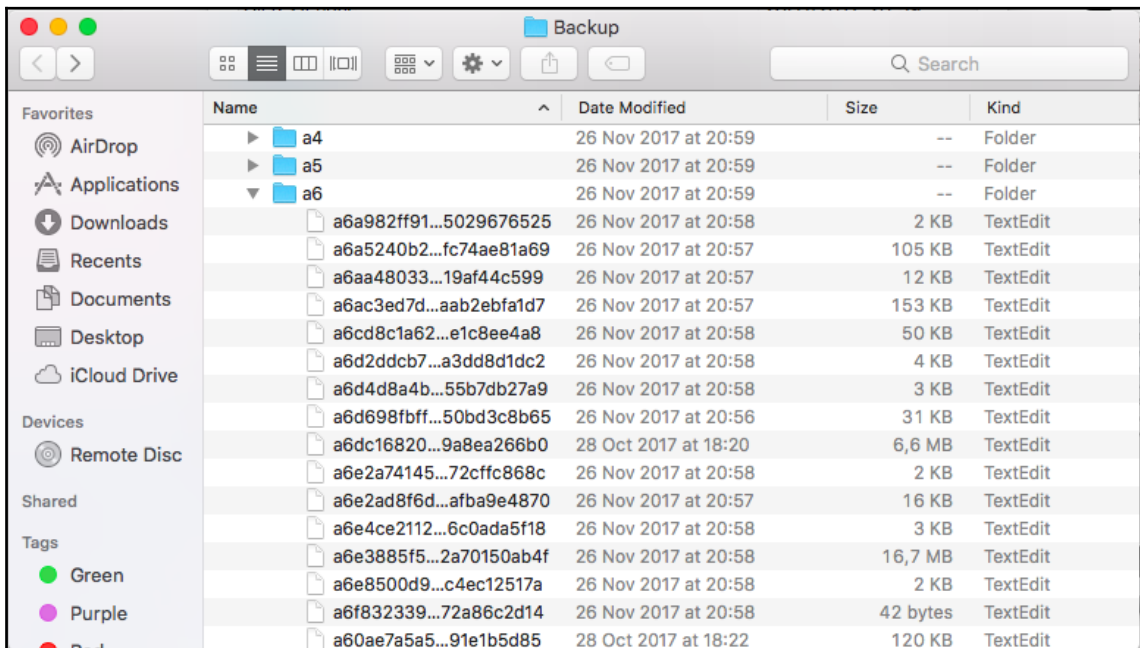 Backup
Search
Favorites
AirDrop
Applications
Downloads
Recents
Documents
Desktop
iCloud Drive
Devices
Remote Disc
Shared
Tags
Green
Purple
Name Date Modified Size Kind
a4 26 Nov 2017 at 20:59 -- Folder
a5 26 Nov 2017 at 20:59 -- Folder
a6 26 Nov 2017 at 20:59 -- Folder
a6a982ff91...5029676525 26 Nov 2017 at 20:58 2 KB TextEdit
a6a5240b2...fc74ae81a69 26 Nov 2017 at 20:57 105 KB TextEdit
a6aa48033...19af44c599 26 Nov 2017 at 20:57 12 KB TextEdit
a6ac3ed7d...aab2ebfa1d7 26 Nov 2017 at 20:57 153 KB TextEdit
a6cd8c1a62...e1c8ee4a8 26 Nov 2017 at 20:58 50 KB TextEdit
a6d2ddcb7...a3dd8d1dc2 26 Nov 2017 at 20:58 4 KB TextEdit
a6d4d8a4b...55b7db27a9 26 Nov 2017 at 20:58 3 KB TextEdit
a6d698fbff...50bd3c8b65 26 Nov 2017 at 20:56 31 KB TextEdit
a6dc16820...9a8ea266b0 28 Oct 2017 at 18:20 6,6 MB TextEdit
a6e2a74145...72cffc868c 26 Nov 2017 at 20:58 2 KB TextEdit
a6e2ad8f6d...afba9e4870 26 Nov 2017 at 20:57 16 KB TextEdit
a6e4ce2112...6c0ada5f18 26 Nov 2017 at 20:58 3 KB TextEdit
a6e3885f5...2a70150ab4f 26 Nov 2017 at 20:58 16,7 MB TextEdit
a6e8500d9...c4ec12517a 26 Nov 2017 at 20:58 2 KB TextEdit
a6f832339...72a86c2d14 26 Nov 2017 at 20:58 42 bytes TextEdit
a60ae7a5a5...91e1b5d85 28 Oct 2017 at 18:22 120 KB TextEdit